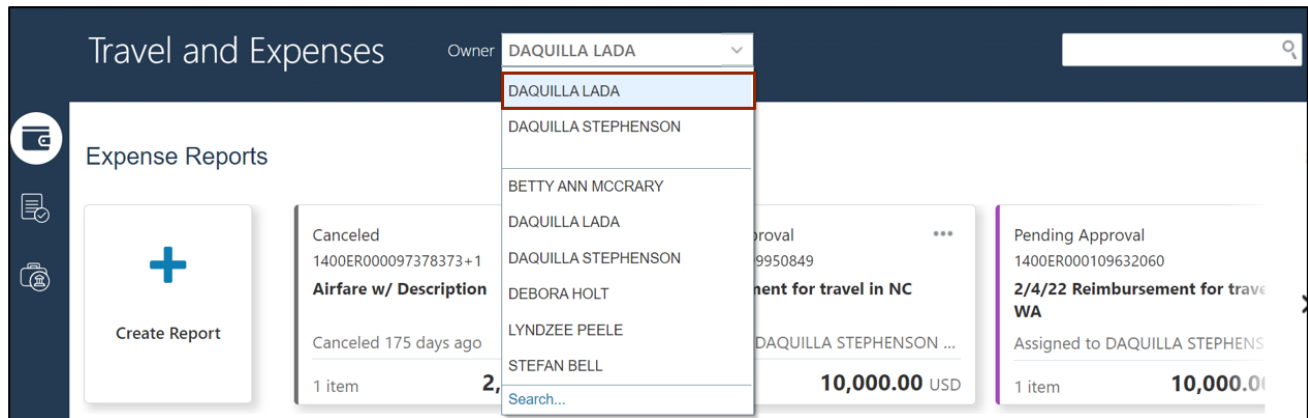 Travel and Expenses
Owner DAQUILLA LADA
DAQUILLA LADA
DAQUILLA STEPHENSON
BETTY ANN MCCRARY
DAQUILLA LADA
DAQUILLA STEPHENSON
DEBORA HOLT
LYNDZEE PEELE
STEFAN BELL
Search...
Expense Reports
Create Report
Canceled
1400ER000097378373+1
Airfare w/ Description
Canceled 175 days ago
1 item 2,
proval
9950849
ment for travel in NC
DAQUILLA STEPHENSON ...
10,000.00 USD
Pending Approval
1400ER000109632060
2/4/22 Reimbursement for trave
WA
Assigned to DAQUILLA STEPHENS
1 item 10,000.0